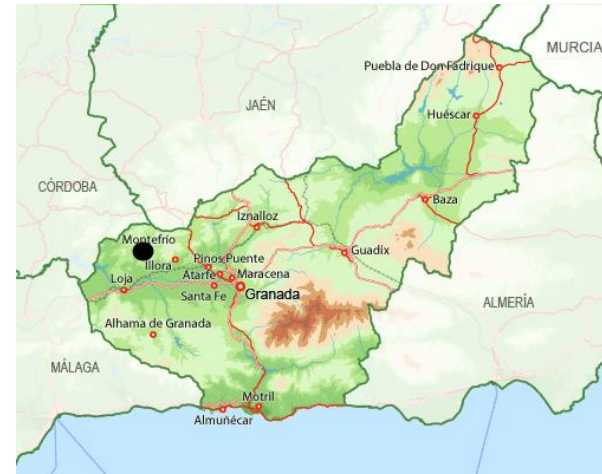 MURCIA
Puebla de Don Fadrique
JAÉN
Huéscar
CÓRDOBA
Baza
Iznalloz
Montefrío
Guadix
Illora
Pinos Puente
Atarfe
Maracena
Loja
Santa Fe
Granada
ALMERÍA
Alhama de Granada
MÁLAGA
Motril
Almuñécar